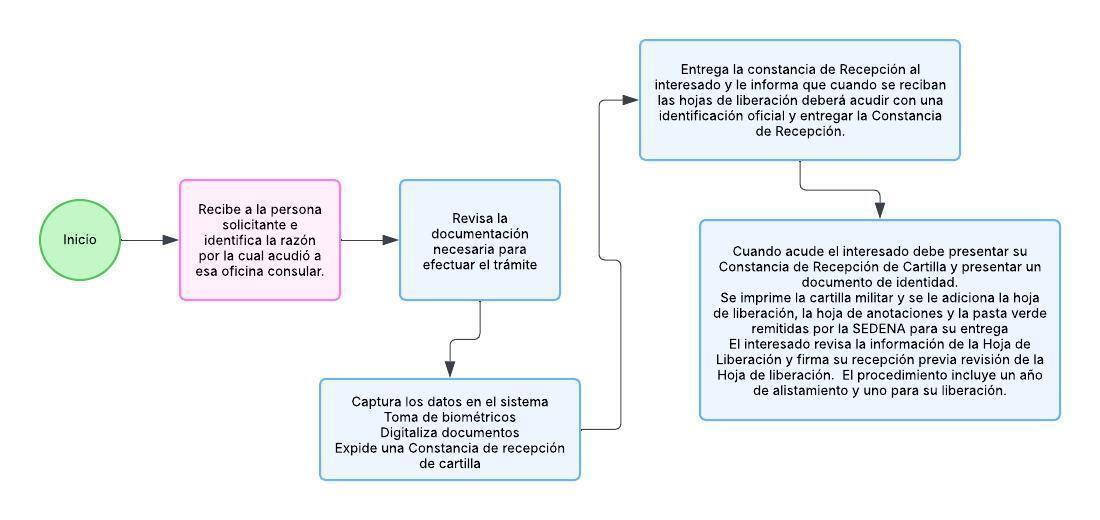 Inicio
Recibe a la persona
solicitante e
identifica la razón
por la cual acudió a
esa oficina consular.
Revisa la
documentación
necesaria para
efectuar el trámite
Captura los datos en el sistema
Toma de biométricos
Digitaliza documentos
Expide una Constancia de recepción
de cartilla
Entrega la constancia de Recepción al
interesado y le informa que cuando se reciban
las hojas de liberación deberá acudir con una
identificación oficial y entregar la Constancia
de Recepción.
Cuando acude el interesado debe presentar su
Constancia de Recepción de Cartilla y presentar un
documento de identidad.
Se imprime la cartilla militar y se le adiciona la hoja
de liberación, la hoja de anotaciones y la pasta verde
remitidas por la SEDENA para su entrega
El interesado revisa la información de la Hoja de
Liberación y firma su recepción previa revisión de la
Hoja de liberación. El procedimiento incluye un año
de alistamiento y uno para su liberación.